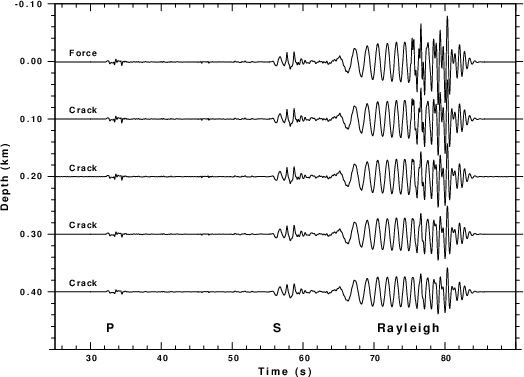 -0.10
Force
0.00
Crack
0.10
Crack
0.20
Crack
0.30
Crack
0.40
Depth (km)
P S Rayleigh
30 40 50 60 70 80
Time (s)